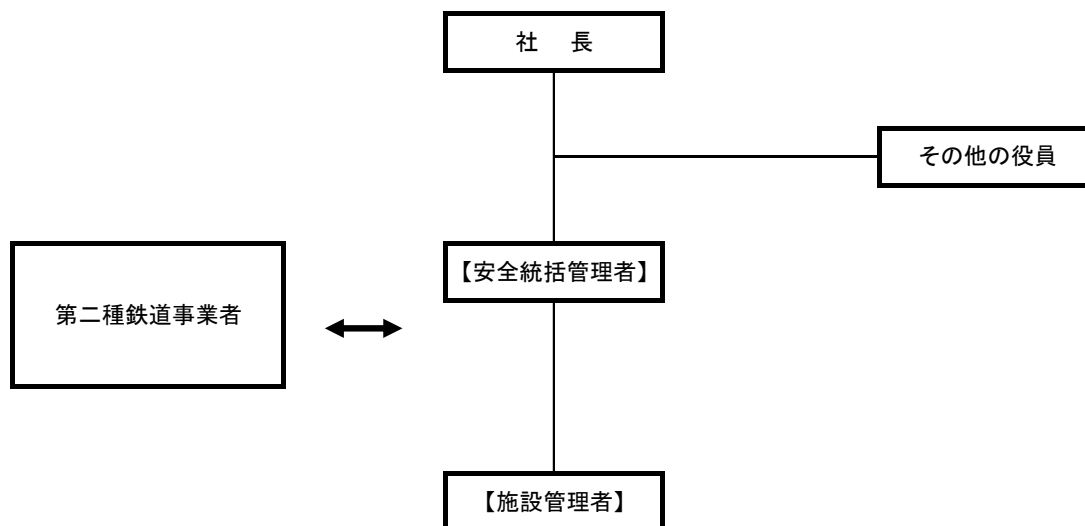 社　長
その他の役員
【安全統括管理者】
第二種鉄道事業者
【施設管理者】